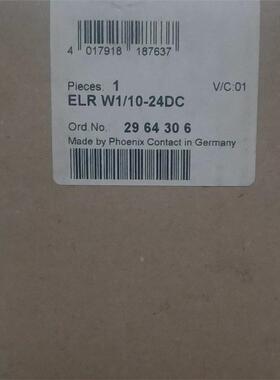 4 017918 187637
Pieces: 1 V/C:01
ELR W1/10-24DC
Ord No. 29 64 30 6
Made by Phoenix Contact in Germany